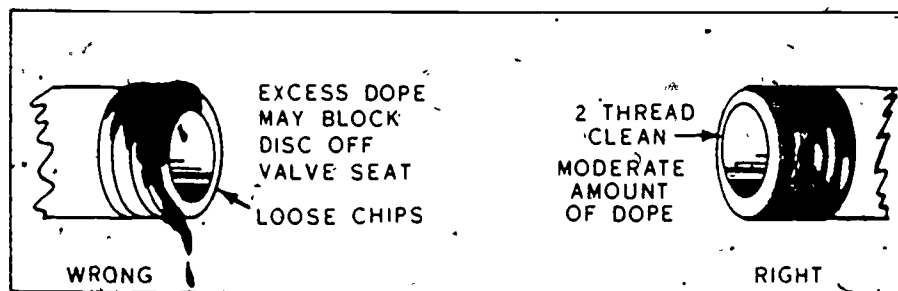 EXCESS DOPE
MAY BLOCK
DISC OFF
VALVE SEAT
LOOSE CHIPS
WRONG
2 THREAD
CLEAN
MODERATE
AMOUNT
OF DOPE
RIGHT